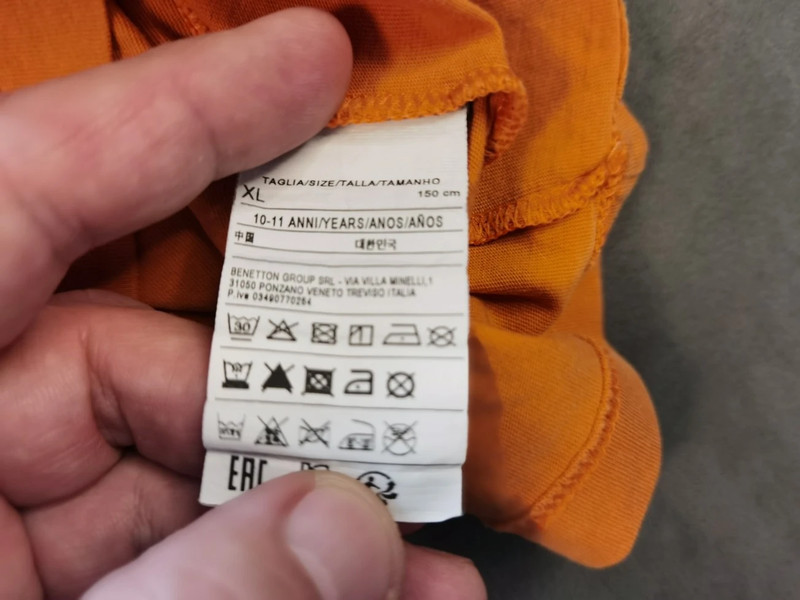 TAGLIA/SIZE/TALLA/TAMANHO
XL 150 cm
10-11 ANNI/YEARS/ANOS/AÑOS
中国 대한민국
BENETTON GROUP SRL - VIA VILLA MINELLI,1
31050 PONZANO VENETO TREVISO ITALIA
P.Iva 03490770264
30
EAC